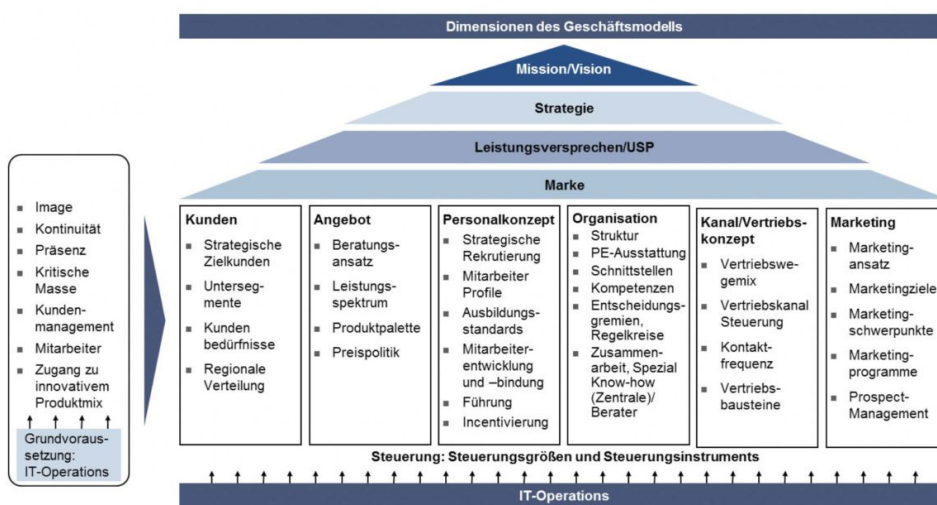 Dimensionen des Geschäftsmodells
Mission/Vision
Strategie
Leistungsversprechen/USP
Marke
Image
Kontinuität
Präsenz
Kritische
Masse
Kunden-
management
Mitarbeiter
Zugang zu
innovativem
Produktmix
Grundvoraus-
setzung:
IT-Operations
Kunden
Strategische
Zielkunden
Unterseg-
mente
Kunden
bedürfnisse
Regionale
Verteilung
Angebot
Beratungs-
ansatz
Leistungs-
spektrum
Produktpalette
Preispolitik
Personalkonzept
Strategische
Rekrutierung
Mitarbeiter
Profile
Ausbildungs-
standards
Mitarbeiter-
entwicklung
und –bindung
Führung
Incentivierung
Organisation
Struktur
PE-Ausstattung
Schnittstellen
Kompetenzen
Entscheidungs-
gremien,
Regelkreise
Zusammen-
arbeit, Spezial
Know-how
(Zentrale)/
Berater
Kanal/Vertriebs-
konzept
Vertriebswe-
gemix
Vertriebskanal
Steuerung
Kontakt-
frequenz
Vertriebs-
bausteine
Marketing
Marketing-
ansatz
Marketingziele
Marketing-
schwerpunkte
Marketing-
programme
Prospect-
Management
Steuerung: Steuerungsgrößen und Steuerungsinstruments
IT-Operations